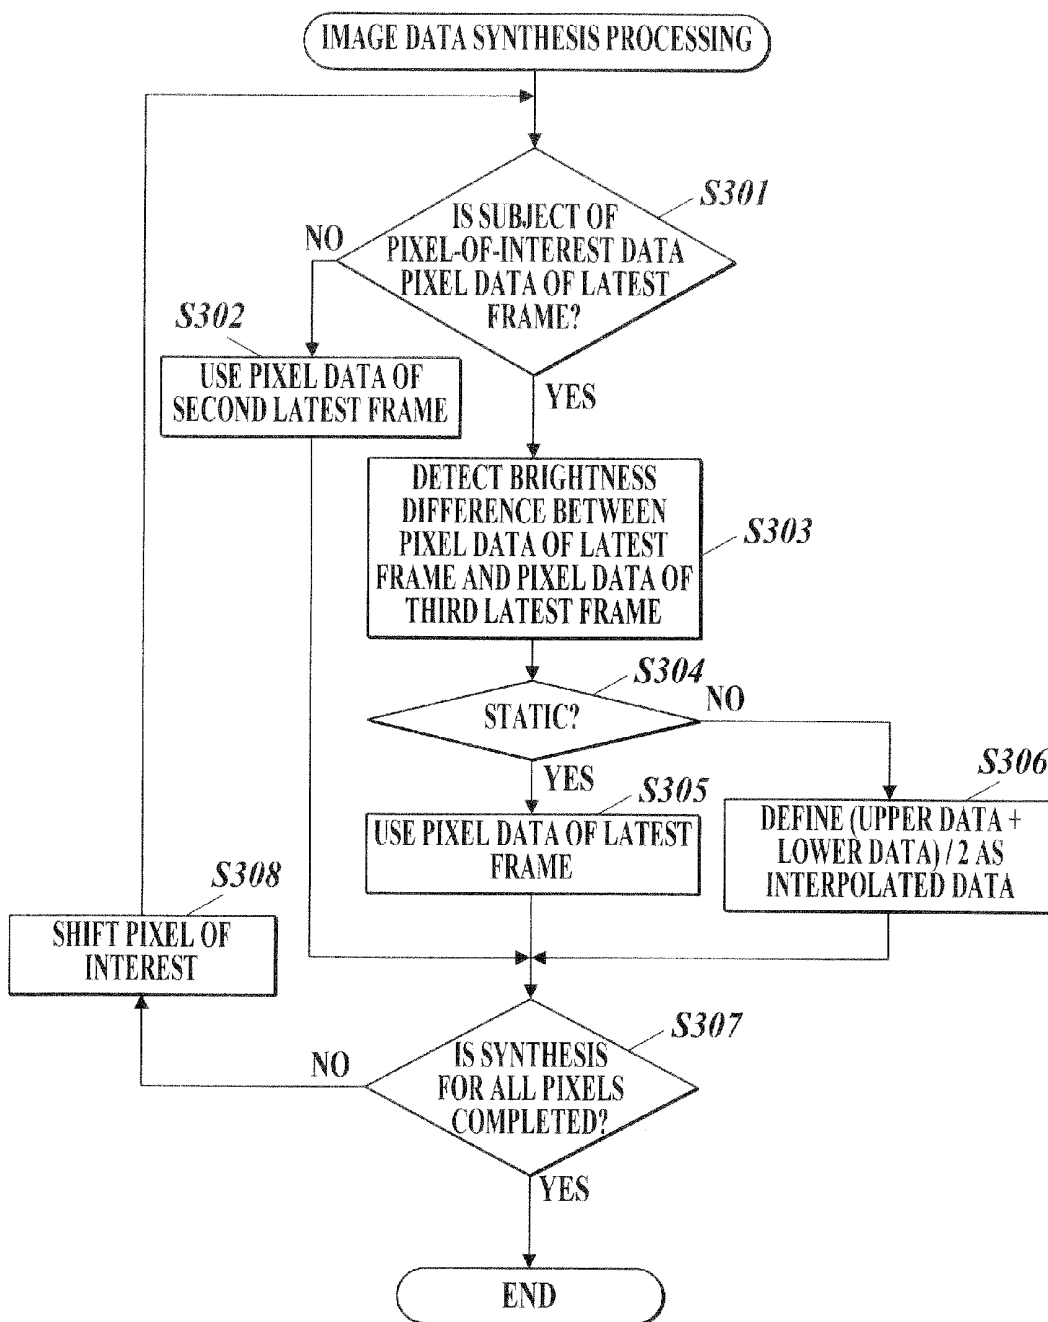 IMAGE DATA SYNTHESIS PROCESSING
S301
IS SUBJECT OF
PIXEL-OF-INTEREST DATA
PIXEL DATA OF LATEST
FRAME?
NO
YES
S302
USE PIXEL DATA OF
SECOND LATEST FRAME
S303
DETECT BRIGHTNESS
DIFFERENCE BETWEEN
PIXEL DATA OF LATEST
FRAME AND PIXEL DATA OF
THIRD LATEST FRAME
S304
STATIC?
NO
YES
S305
USE PIXEL DATA OF LATEST
FRAME
S306
DEFINE (UPPER DATA +
LOWER DATA) / 2 AS
INTERPOLATED DATA
S308
SHIFT PIXEL OF
INTEREST
S307
IS SYNTHESIS
FOR ALL PIXELS
COMPLETED?
NO
YES
END